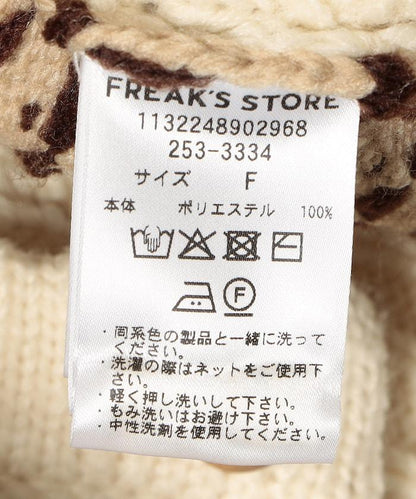 FREAK'S STORE
1132248902968
253-3334
サイズ F
本体 ポリエステル 100%
F
・同系色の製品と一緒に洗って
ください。
・洗濯の際はネットをご使用下
さい。
・軽く押し洗いして下さい。
・もみ洗いはお避け下さい。
・中性洗剤を使用してください。